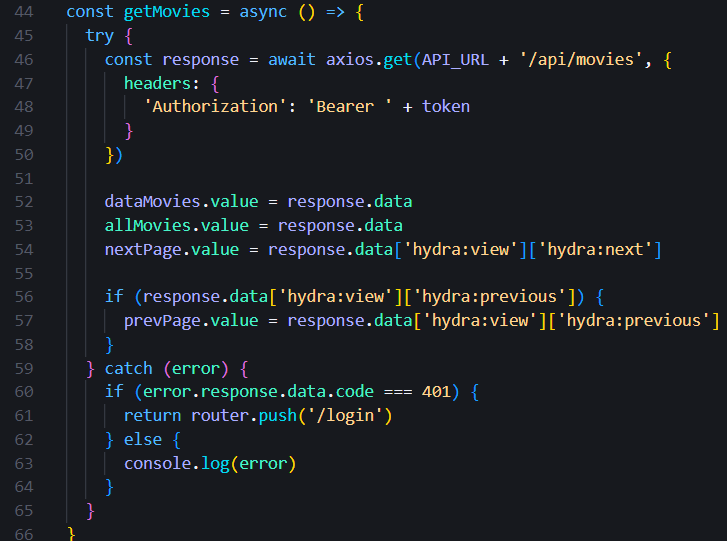 44 const getMovies = async () => {
45 try {
46 const response = await axios.get(API_URL + '/api/movies', {
47 headers: {
48 'Authorization': 'Bearer ' + token
49 }
50 })
51
52 dataMovies.value = response.data
53 allMovies.value = response.data
54 nextPage.value = response.data['hydra:view']['hydra:next']
55
56 if (response.data['hydra:view']['hydra:previous']) {
57 prevPage.value = response.data['hydra:view']['hydra:previous']
58 }
59 } catch (error) {
60 if (error.response.data.code === 401) {
61 return router.push('/login')
62 } else {
63 console.log(error)
64 }
65 }
66 }